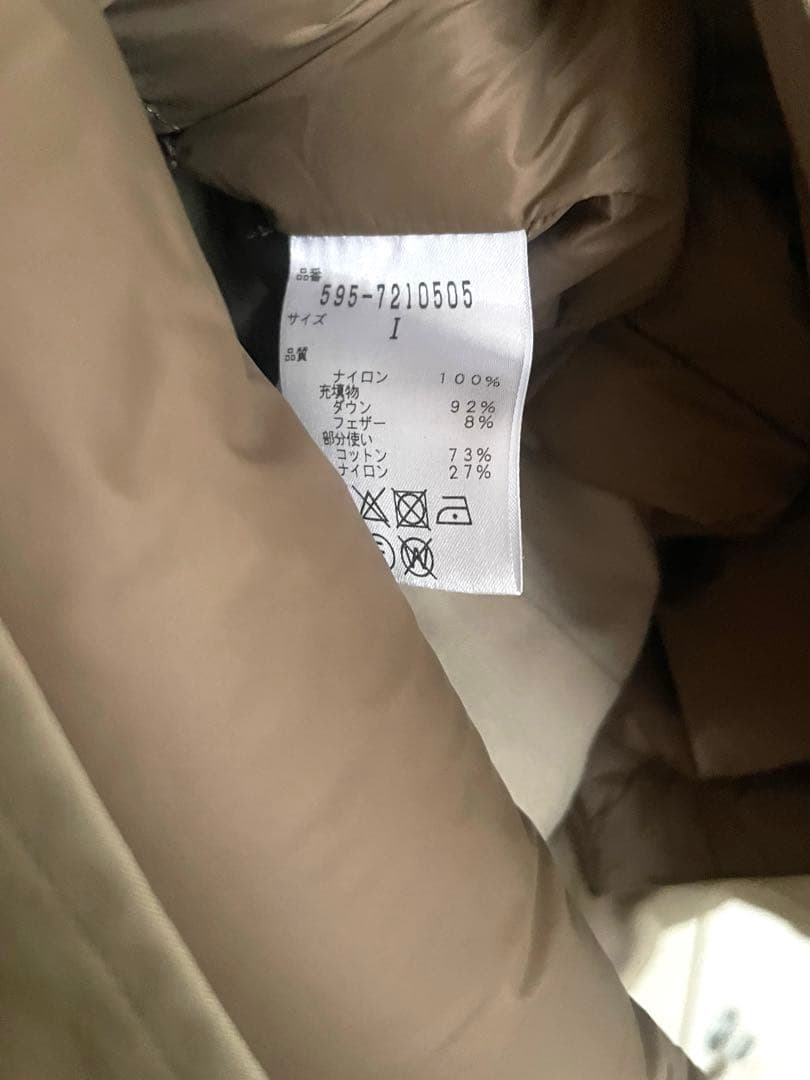 品番
595-7210505
サイズ
I
品質
ナイロン 100%
充填物
ダウン 92%
フェザー 8%
部分使い
コットン 73%
ナイロン 27%
W